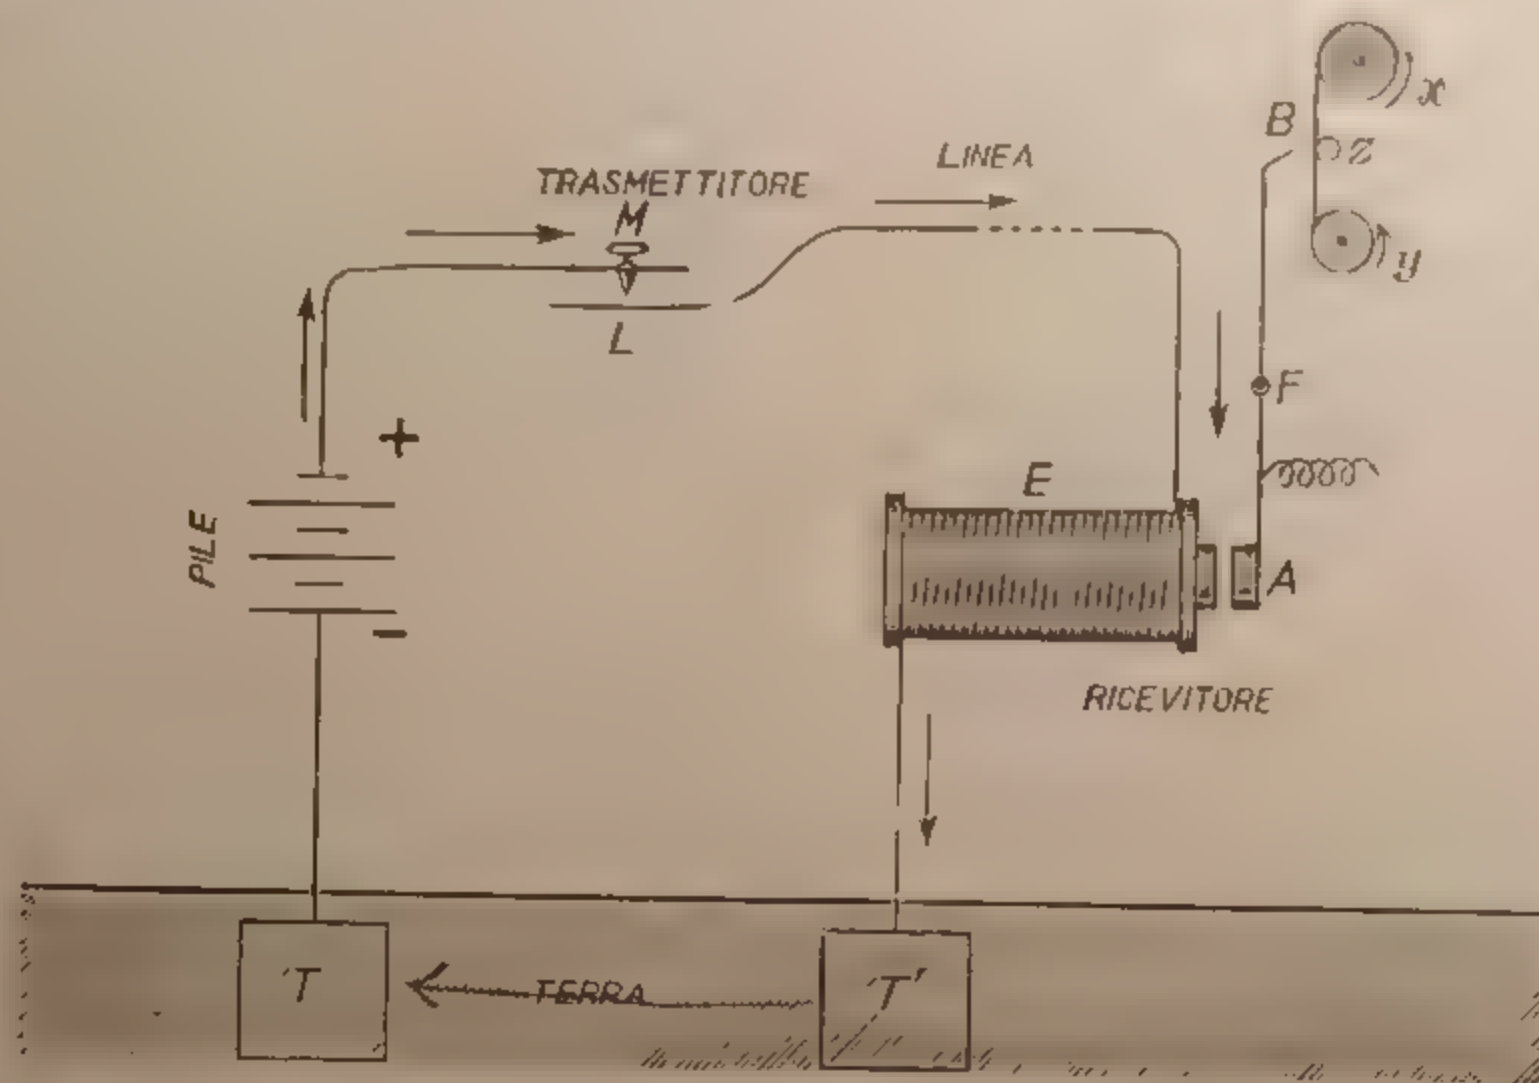 x
B
z
LINEA
TRASMETTITORE
M
y
L
F
+
E
PILE
A
-
RICEVITORE
T
TERRA
T'